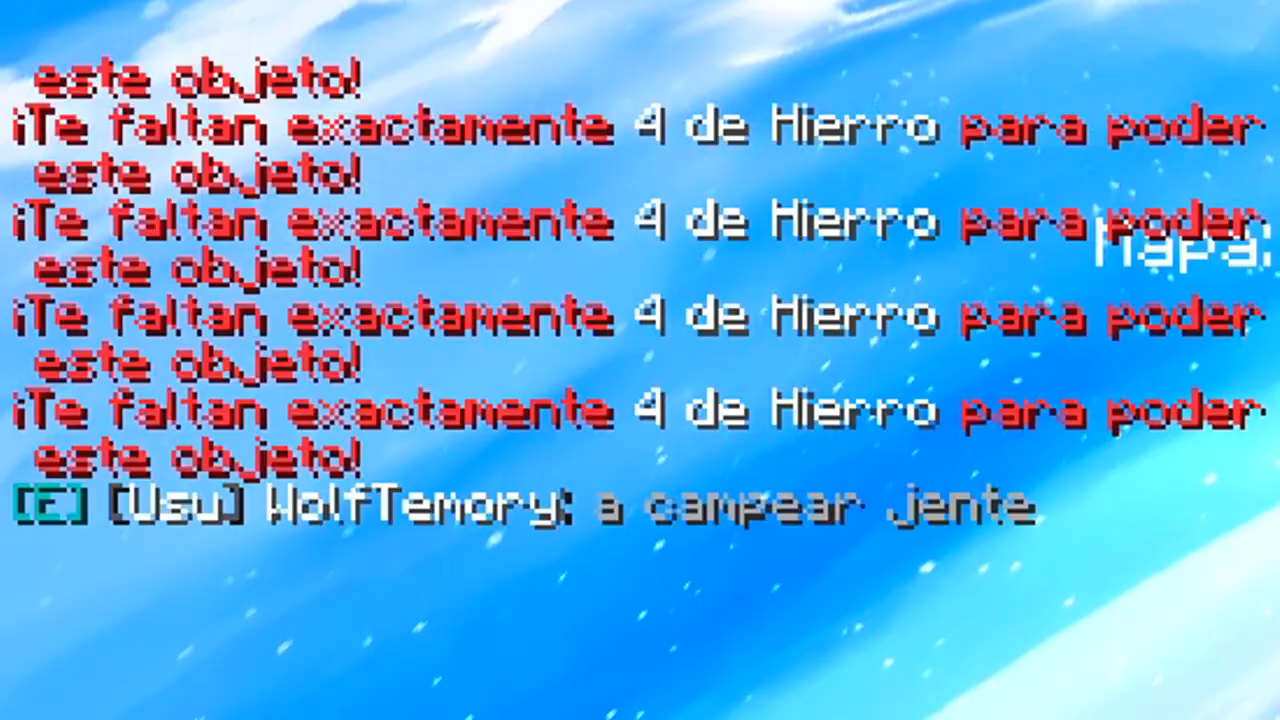 este objeto!
¡Te faltan exactamente 4 de Hierro para poder
este objeto!
¡Te faltan exactamente 4 de Hierro para poder
Mapa:
este objeto!
¡Te faltan exactamente 4 de Hierro para poder
este objeto!
¡Te faltan exactamente 4 de Hierro para poder
este objeto!
[E] [Usu] WolfTemory: a campear jente